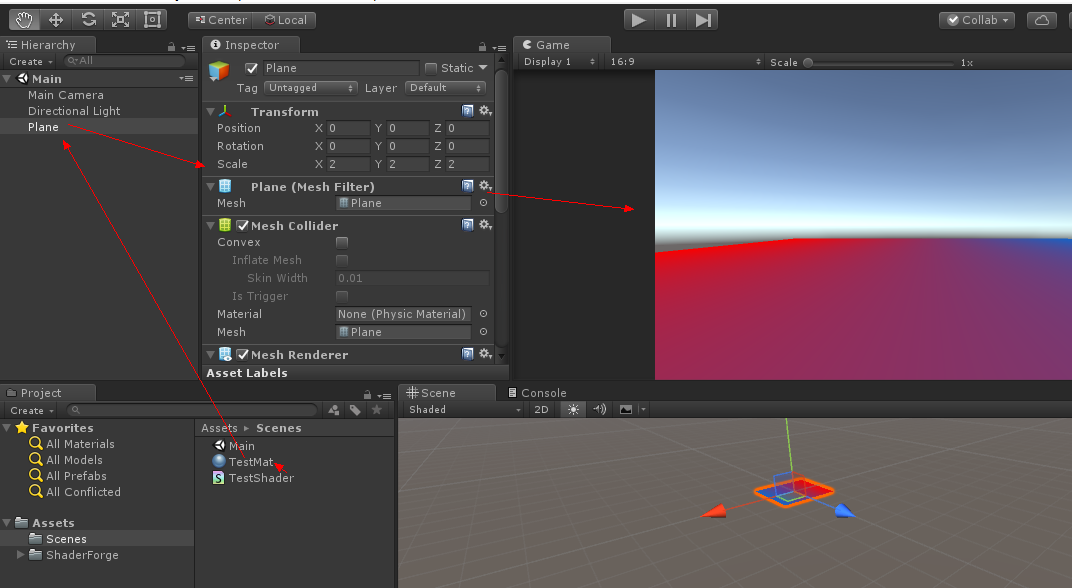 Center Local
Collab
Hierarchy
Create All
Main
Main Camera
Directional Light
Plane
Inspector
Plane Static
Tag Untagged Layer Default
Transform
Position X 0 Y 0 Z 0
Rotation X 0 Y 0 Z 0
Scale X 2 Y 2 Z 2
Plane (Mesh Filter)
Mesh Plane
Mesh Collider
Convex
Inflate Mesh
Skin Width 0.01
Is Trigger
Material None (Physic Material)
Mesh Plane
Mesh Renderer
Asset Labels
Game
Display 1 16:9 Scale 1x
Project
Create
Favorites
All Materials
All Models
All Prefabs
All Conflicted
Assets
Scenes
ShaderForge
Assets Scenes
Main
TestMat
TestShader
Scene Console
Shaded 2D